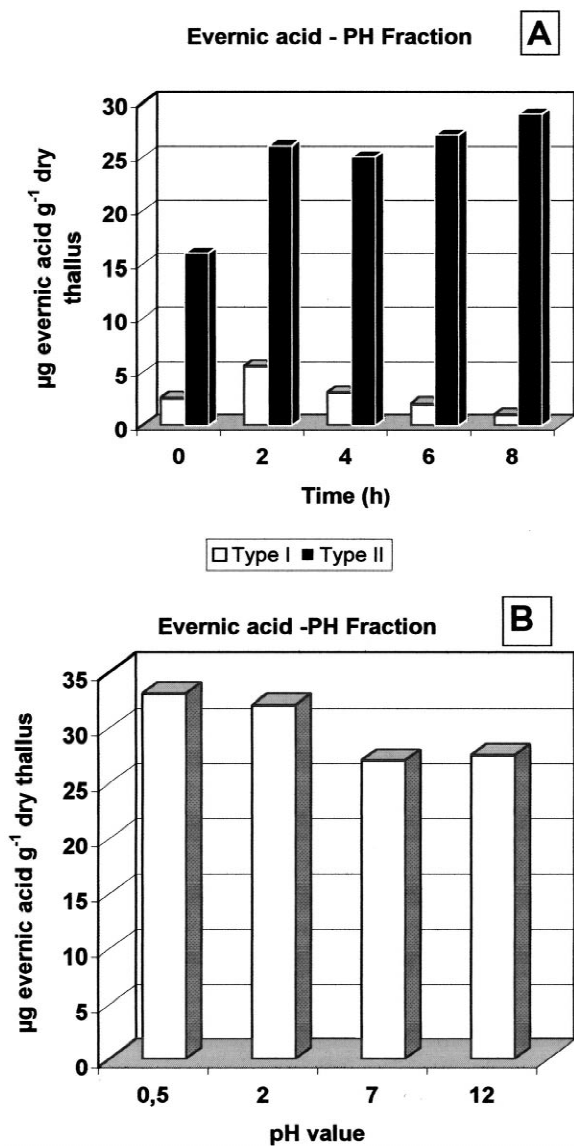 Evernic acid - PH Fraction
A
µg evernic acid g⁻¹ dry
thallus
30
25
20
15
10
5
0
0 2 4 6 8
Time (h)
Type I Type II
Evernic acid -PH Fraction
B
µg evernic acid g⁻¹ dry thallus
35
30
25
20
15
10
5
0
0,5 2 7 12
pH value